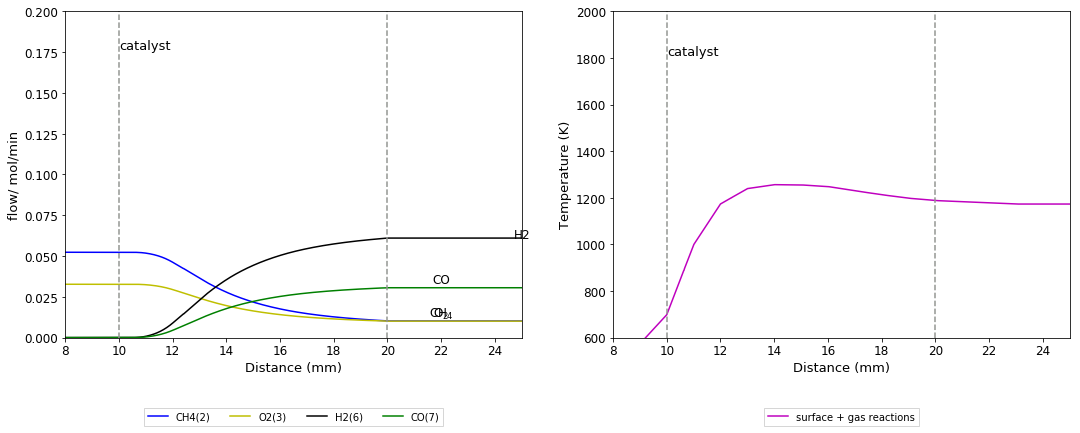 0.200
0.175
0.150
0.125
0.100
0.075
0.050
0.025
0.000
flow/ mol/min
catalyst
H2
CO
8 10 12 14 16 18 20 22 24
Distance (mm)
CH4(2) O2(3) H2(6) CO(7)
2000
1800
1600
1400
1200
1000
800
600
Temperature (K)
catalyst
8 10 12 14 16 18 20 22 24
Distance (mm)
surface + gas reactions